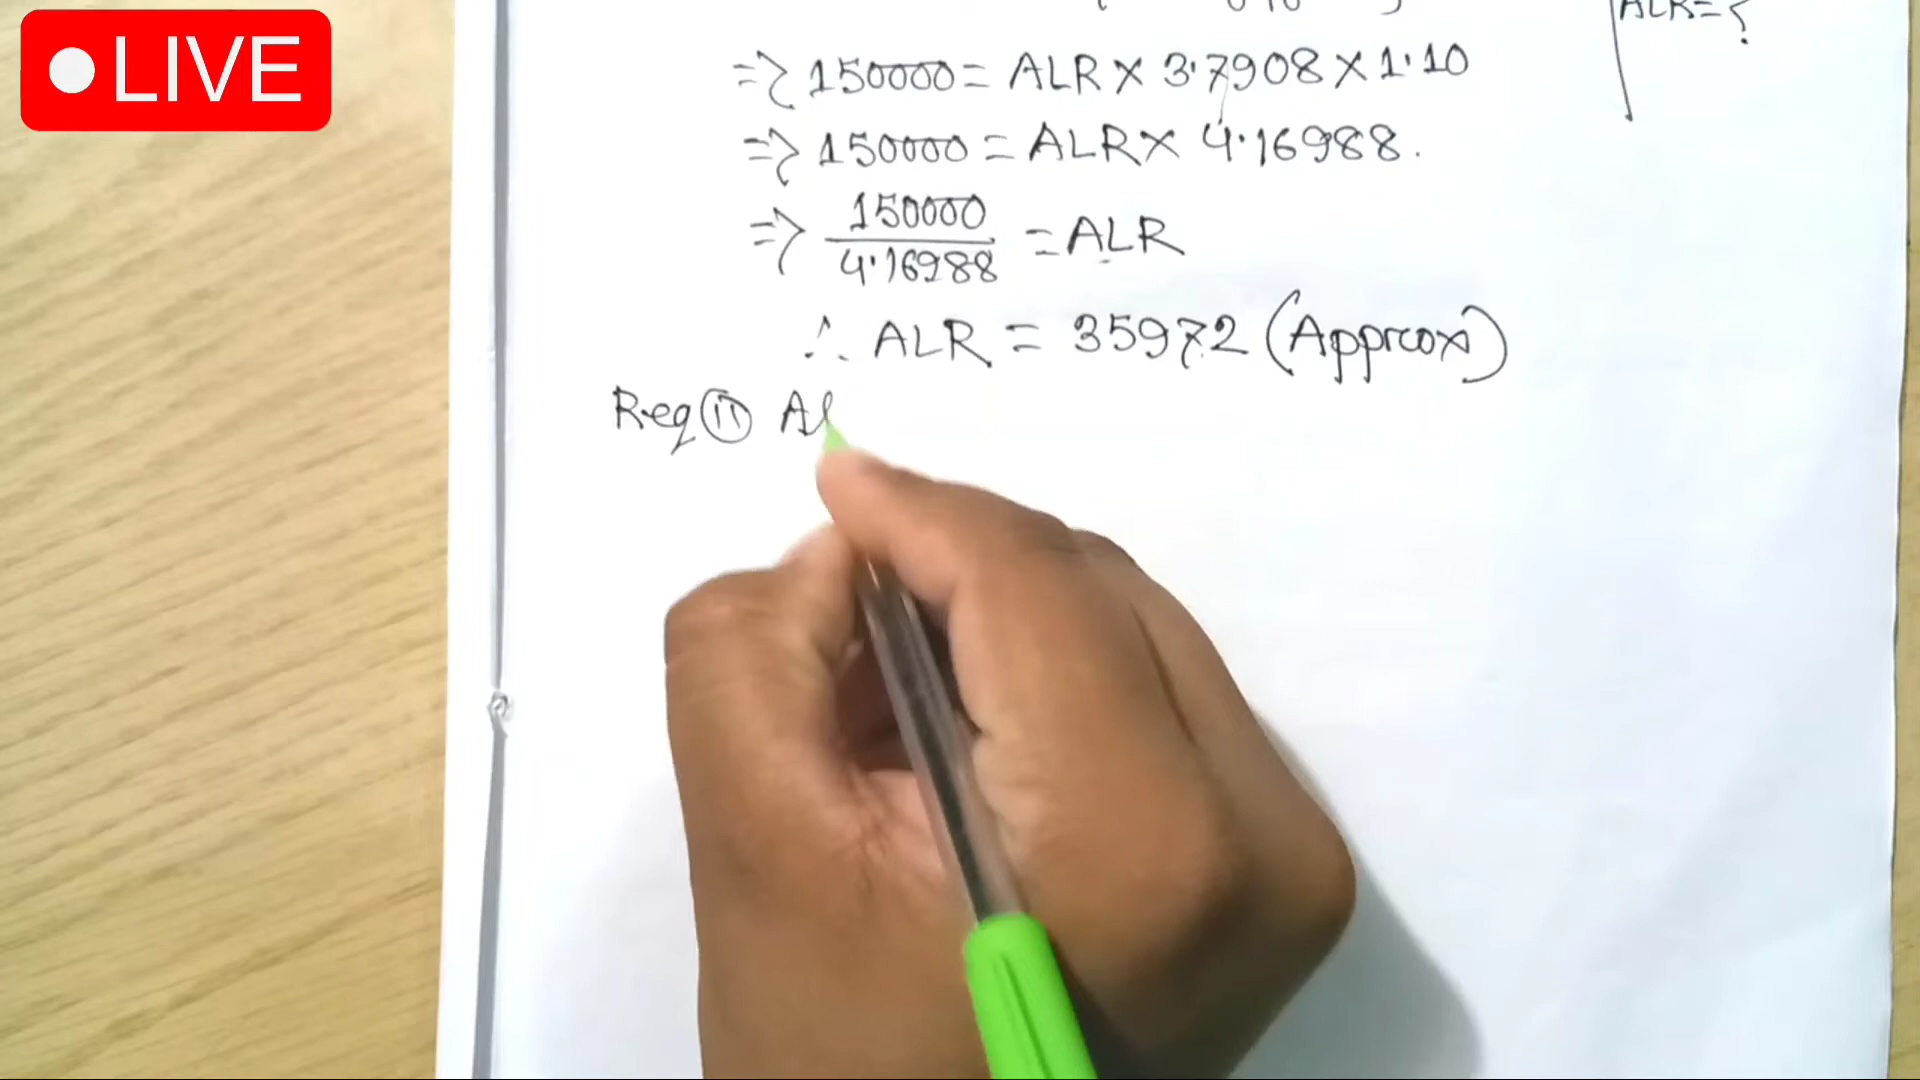 LIVE
ALR=?
=> 150000 = ALR X 3.7908 X 1.10
=> 150000 = ALR X 4.16988.
=> 150000 / 4.16988 = ALR
∴ ALR = 35972 (Approx)
Req (ii) Al